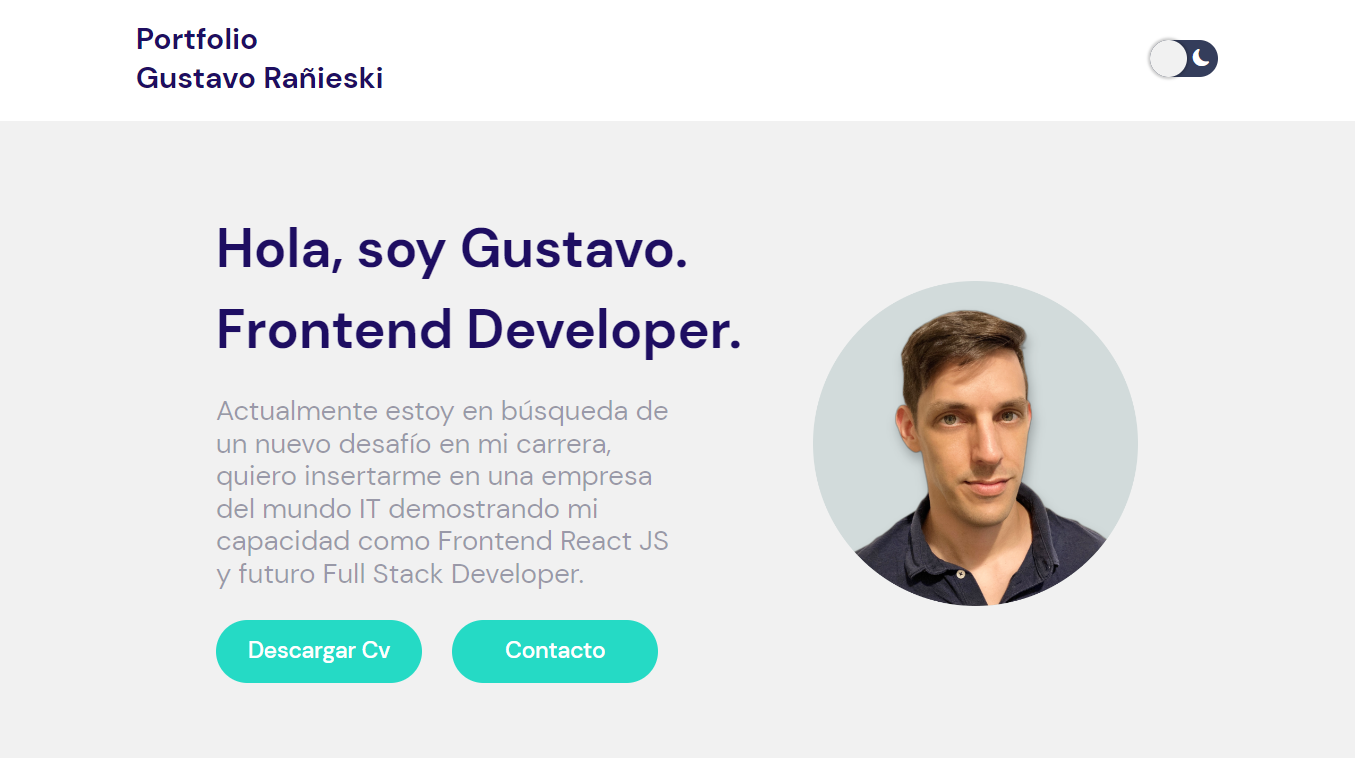 Portfolio
Gustavo Rañieski
Hola, soy Gustavo.
Frontend Developer.
Actualmente estoy en búsqueda de
un nuevo desafío en mi carrera,
quiero insertarme en una empresa
del mundo IT demostrando mi
capacidad como Frontend React JS
y futuro Full Stack Developer.
Descargar Cv
Contacto